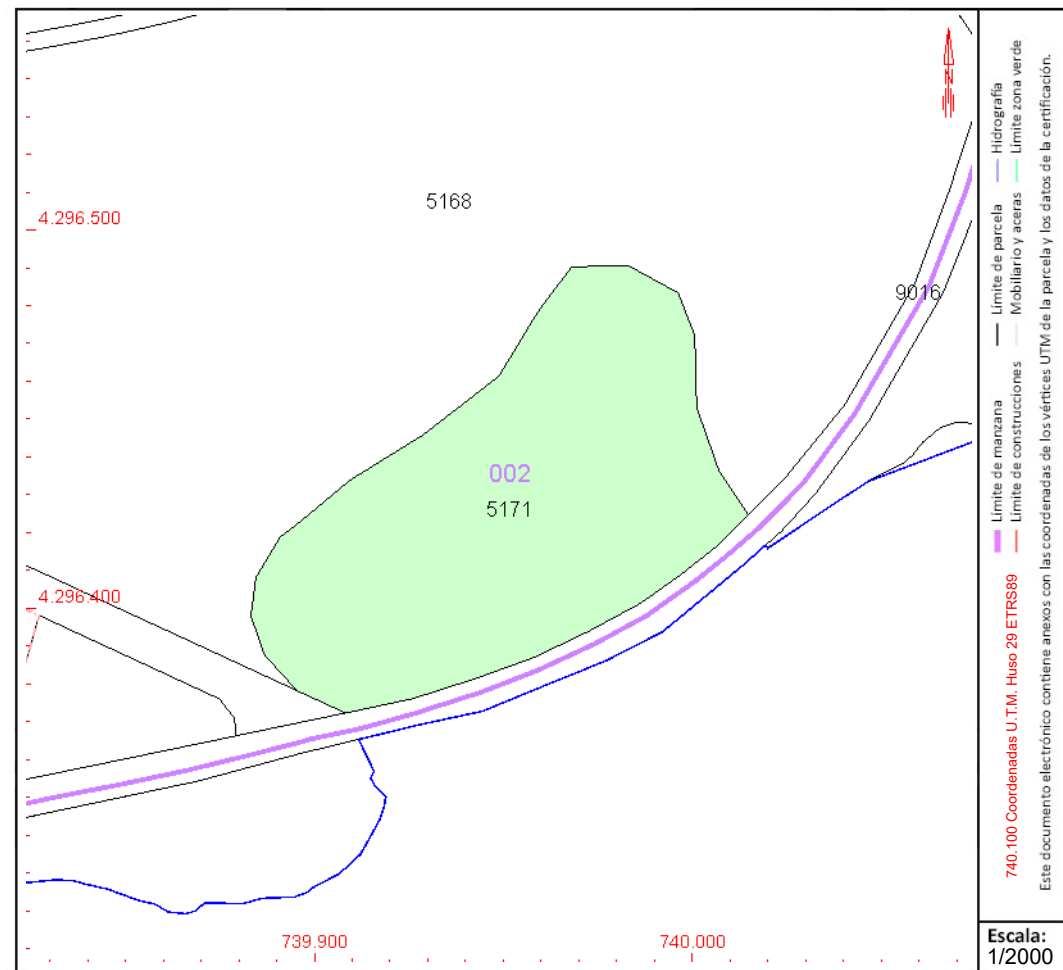 5168
4.296.500
9016
002
5171
4.296.400
739.900
740.000
N
Límite de manzana
Límite de construcciones
Límite de parcela
Mobiliario y aceras
Hidrografía
Límite zona verde
740.100 Coordenadas U.T.M. Huso 29 ETRS89
Este documento electrónico contiene anexos con las coordenadas de los vértices UTM de la parcela y los datos de la certificación.
Escala:
1/2000